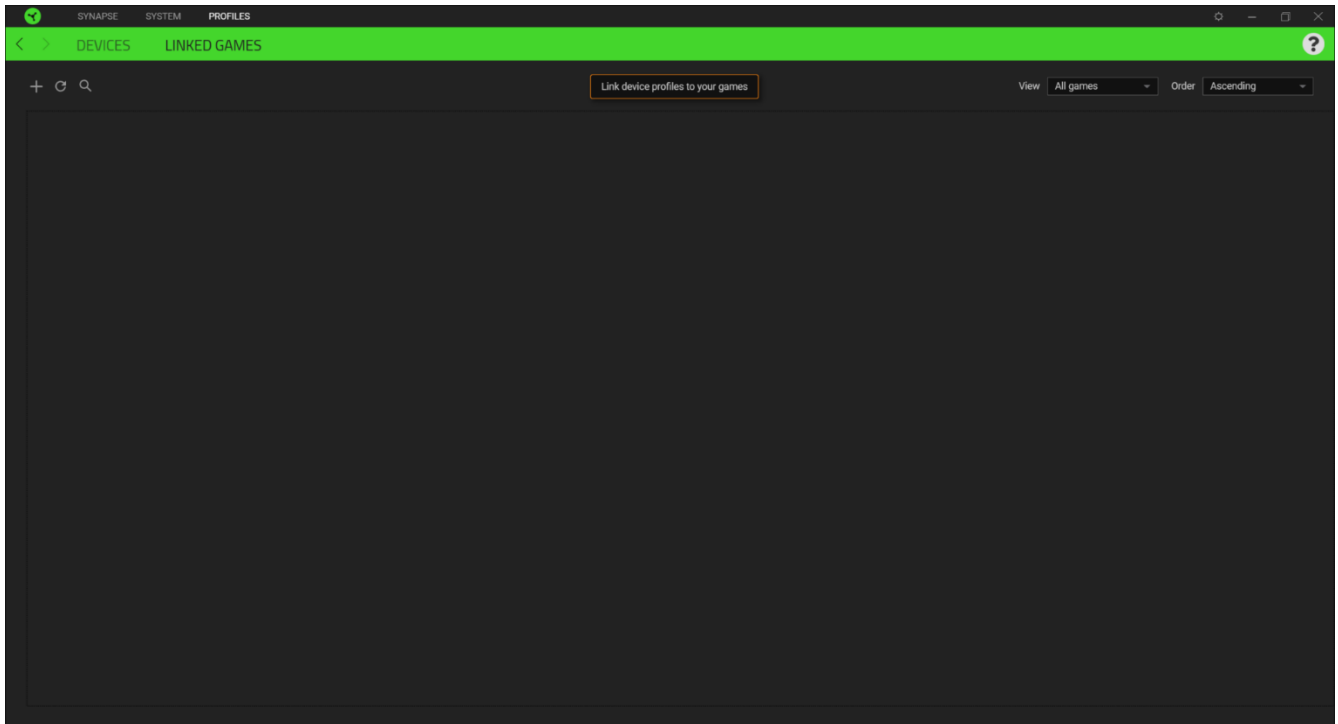 SYNAPSE SYSTEM PROFILES
DEVICES LINKED GAMES ?
Link device profiles to your games View All games Order Ascending